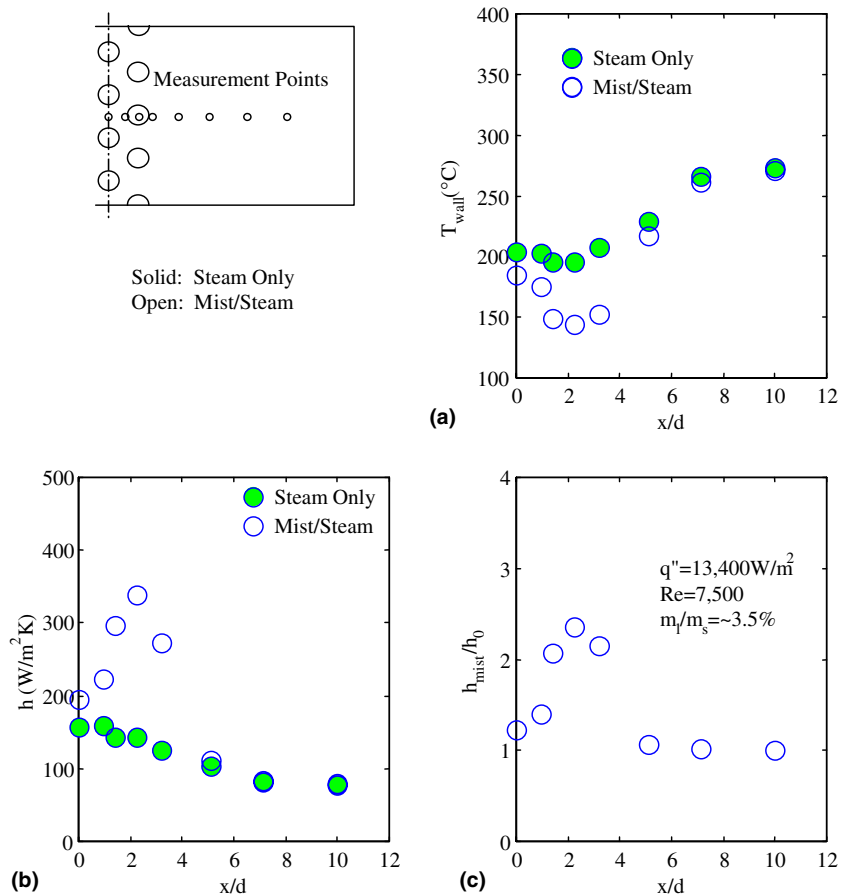 Measurement Points
Solid: Steam Only
Open: Mist/Steam
400
350
300
250
200
150
100
T_wall(°C)
Steam Only
Mist/Steam
0 2 4 6 8 10 12
x/d
(a)
500
400
300
200
100
0
h (W/m²K)
Steam Only
Mist/Steam
0 2 4 6 8 10 12
x/d
(b)
4
3
2
1
0
h_mist/h_0
q"=13,400W/m²
Re=7,500
m_l/m_s=~3.5%
0 2 4 6 8 10 12
x/d
(c)